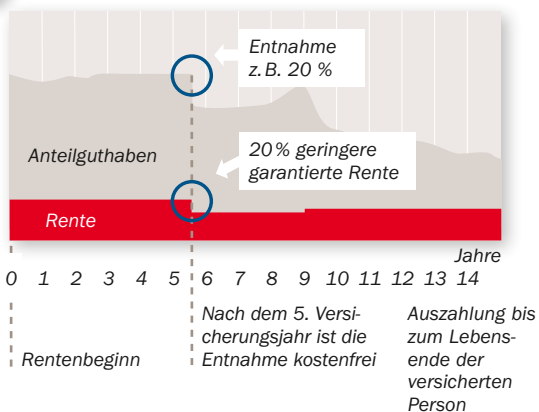 Entnahme
z. B. 20 %
Anteilguthaben
20 % geringere
garantierte Rente
Rente
Jahre
0 1 2 3 4 5 6 7 8 9 10 11 12 13 14
Rentenbeginn
Nach dem 5. Versi-
cherungsjahr ist die
Entnahme kostenfrei
Auszahlung bis
zum Lebens-
ende der
versicherten
Person